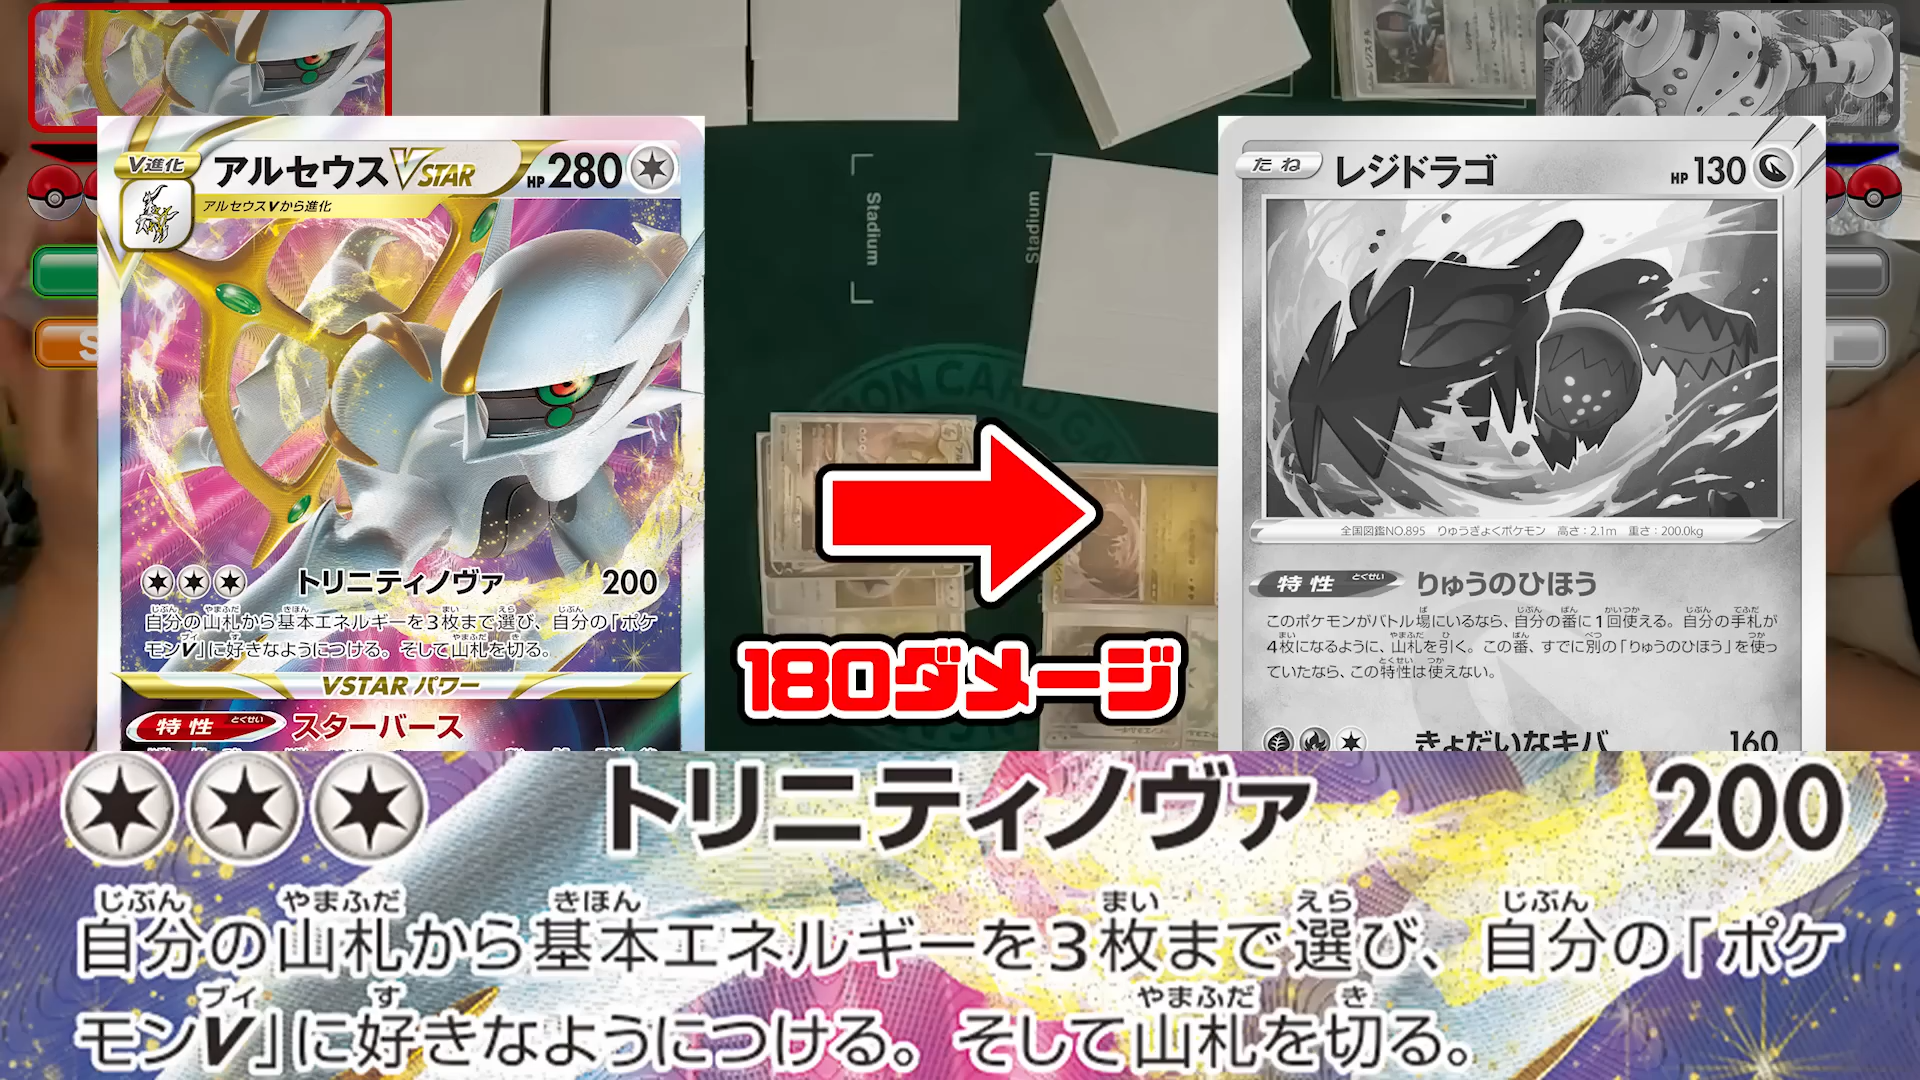 V進化
アルセウスVSTAR
HP280
アルセウスVから進化
トリニティノヴァ 200
自分の山札から基本エネルギーを3枚まで選び、自分の「ポケ
モンV」に好きなようにつける。そして山札を切る。
VSTARパワー
特性 スターバース
Stadium
Stadium
180ダメージ
たね
レジドラゴ
HP130
全国図鑑NO.895 りゅうぎょくポケモン 高さ:2.1m 重さ:200.0kg
特性 りゅうのひほう
このポケモンがバトル場にいるなら、自分の番に1回使える。自分の手札が
4枚になるように、山札を引く。この番、すでに別の「りゅうのひほう」を使っ
ていたなら、この特性は使えない。
きょだいなキバ 160
トリニティノヴァ 200
自分の山札から基本エネルギーを3枚まで選び、自分の「ポケ
モンV」に好きなようにつける。そして山札を切る。